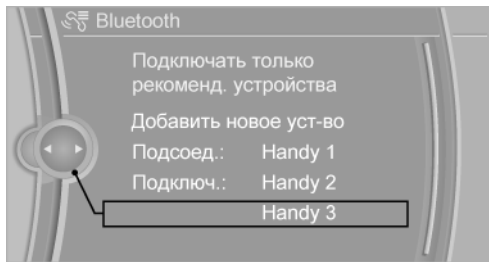 Bluetooth
Подключать только
рекоменд. устройства
Добавить новое уст-во
Подсоед.: Handy 1
Подключ.: Handy 2
Handy 3